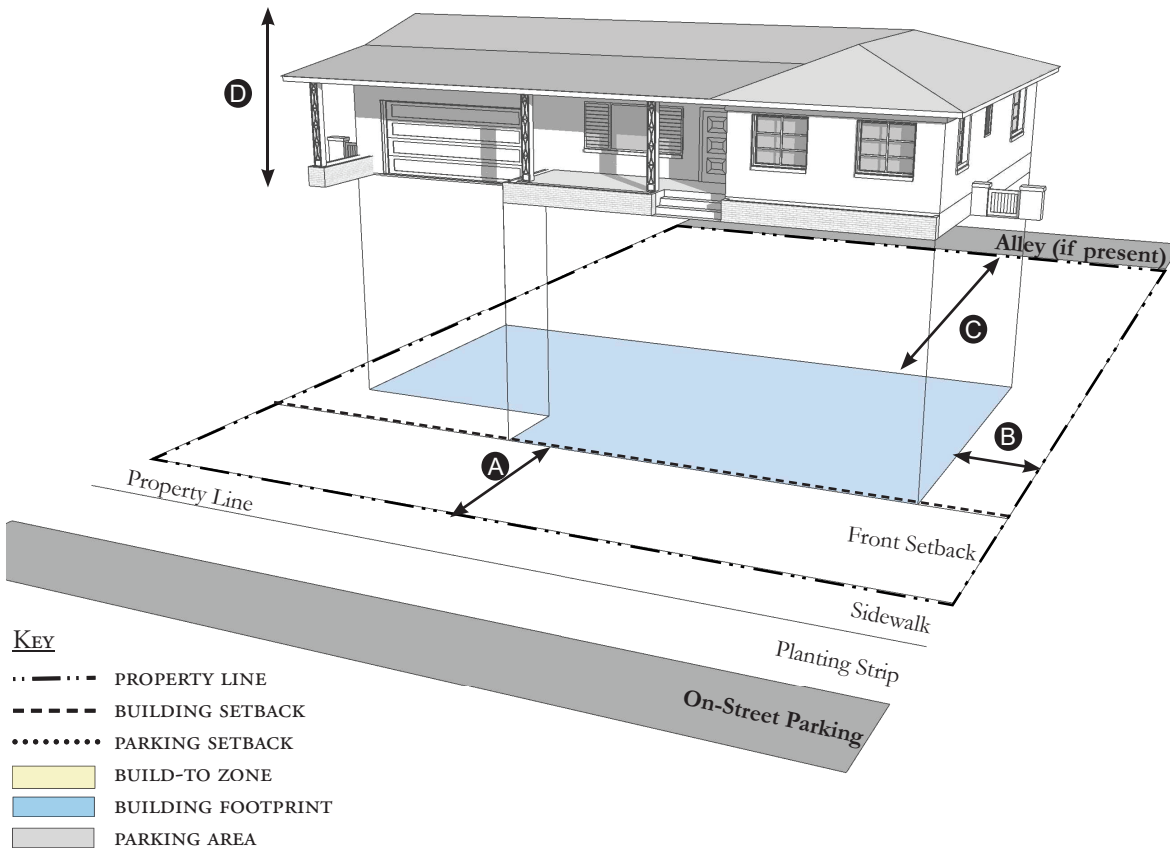 D
Alley (if present)
C
B
A
Property Line
Front Setback
Sidewalk
Planting Strip
On-Street Parking
KEY
PROPERTY LINE
BUILDING SETBACK
PARKING SETBACK
BUILD-TO ZONE
BUILDING FOOTPRINT
PARKING AREA